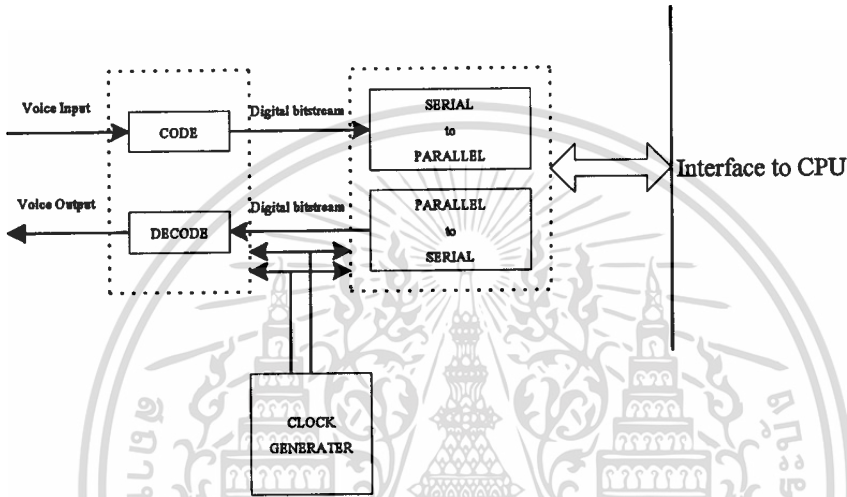 Voice Input
CODE
Digital bitstream
SERIAL
to
PARALLEL
Interface to CPU
Voice Output
DECODE
Digital bitstream
PARALLEL
to
SERIAL
CLOCK
GENERATER